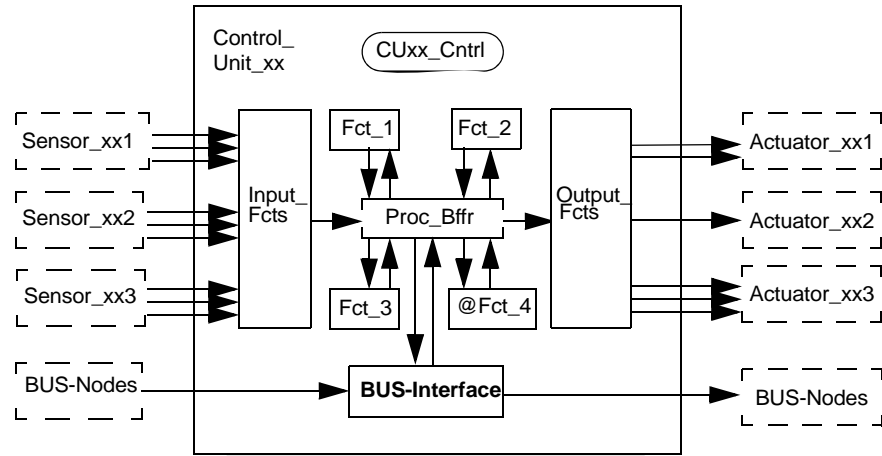 Control_
Unit_xx
CUxx_Cntrl
Sensor_xx1
Fct_1
Fct_2
Actuator_xx1
Sensor_xx2
Input_
Fcts
Proc_Bffr
Output_
Fcts
Actuator_xx2
Sensor_xx3
Fct_3
@Fct_4
Actuator_xx3
BUS-Nodes
BUS-Interface
BUS-Nodes